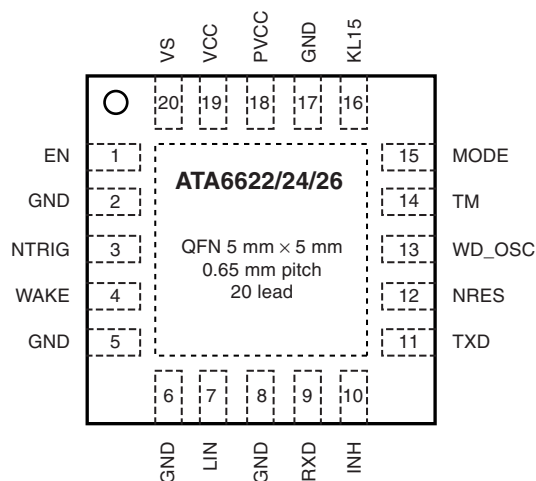 VS
VCC
PVCC
GND
KL15
20
19
18
17
16
EN
1
GND
2
NTRIG
3
WAKE
4
GND
5
ATA6622/24/26
QFN 5 mm × 5 mm
0.65 mm pitch
20 lead
15
MODE
14
TM
13
WD_OSC
12
NRES
11
TXD
6
7
8
9
10
GND
LIN
GND
RXD
INH